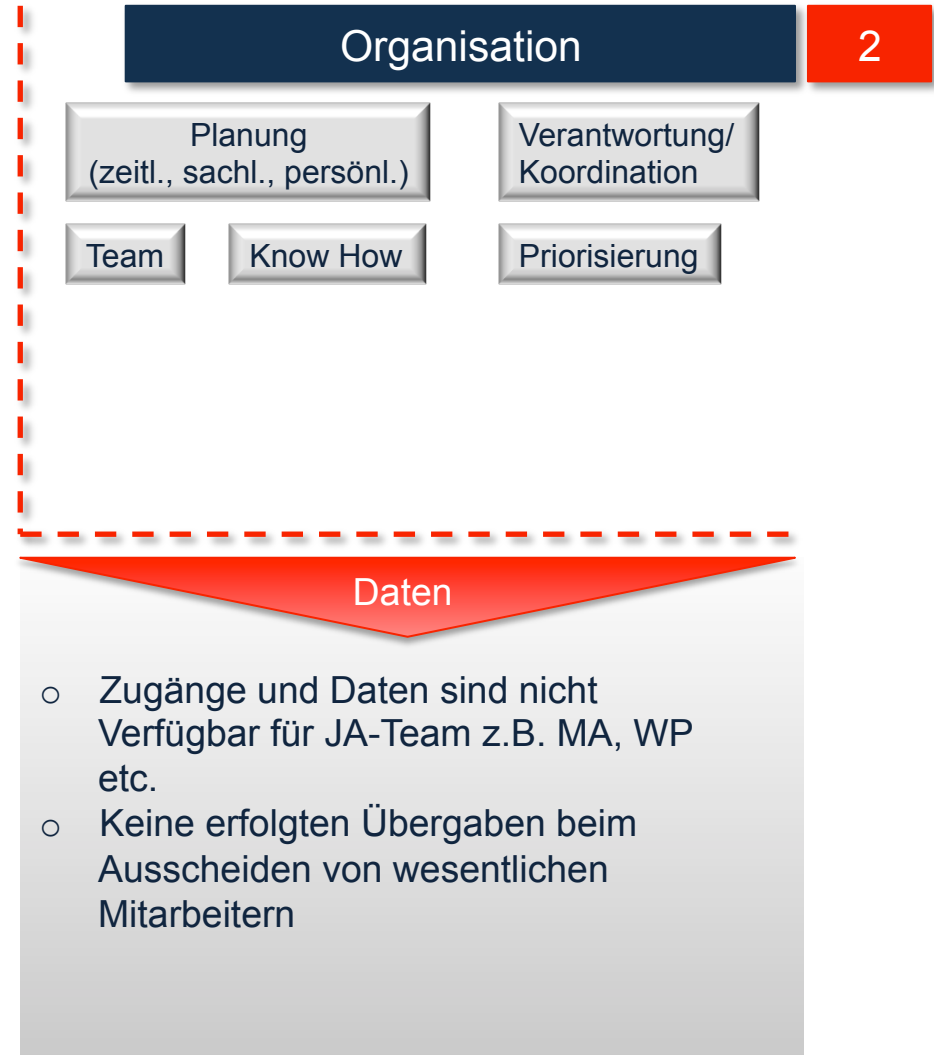 Organisation
2
Planung
(zeitl., sachl., persönl.)
Verantwortung/
Koordination
Team
Know How
Priorisierung
Daten
o Zugänge und Daten sind nicht
Verfügbar für JA-Team z.B. MA, WP
etc.
o Keine erfolgten Übergaben beim
Ausscheiden von wesentlichen
Mitarbeitern